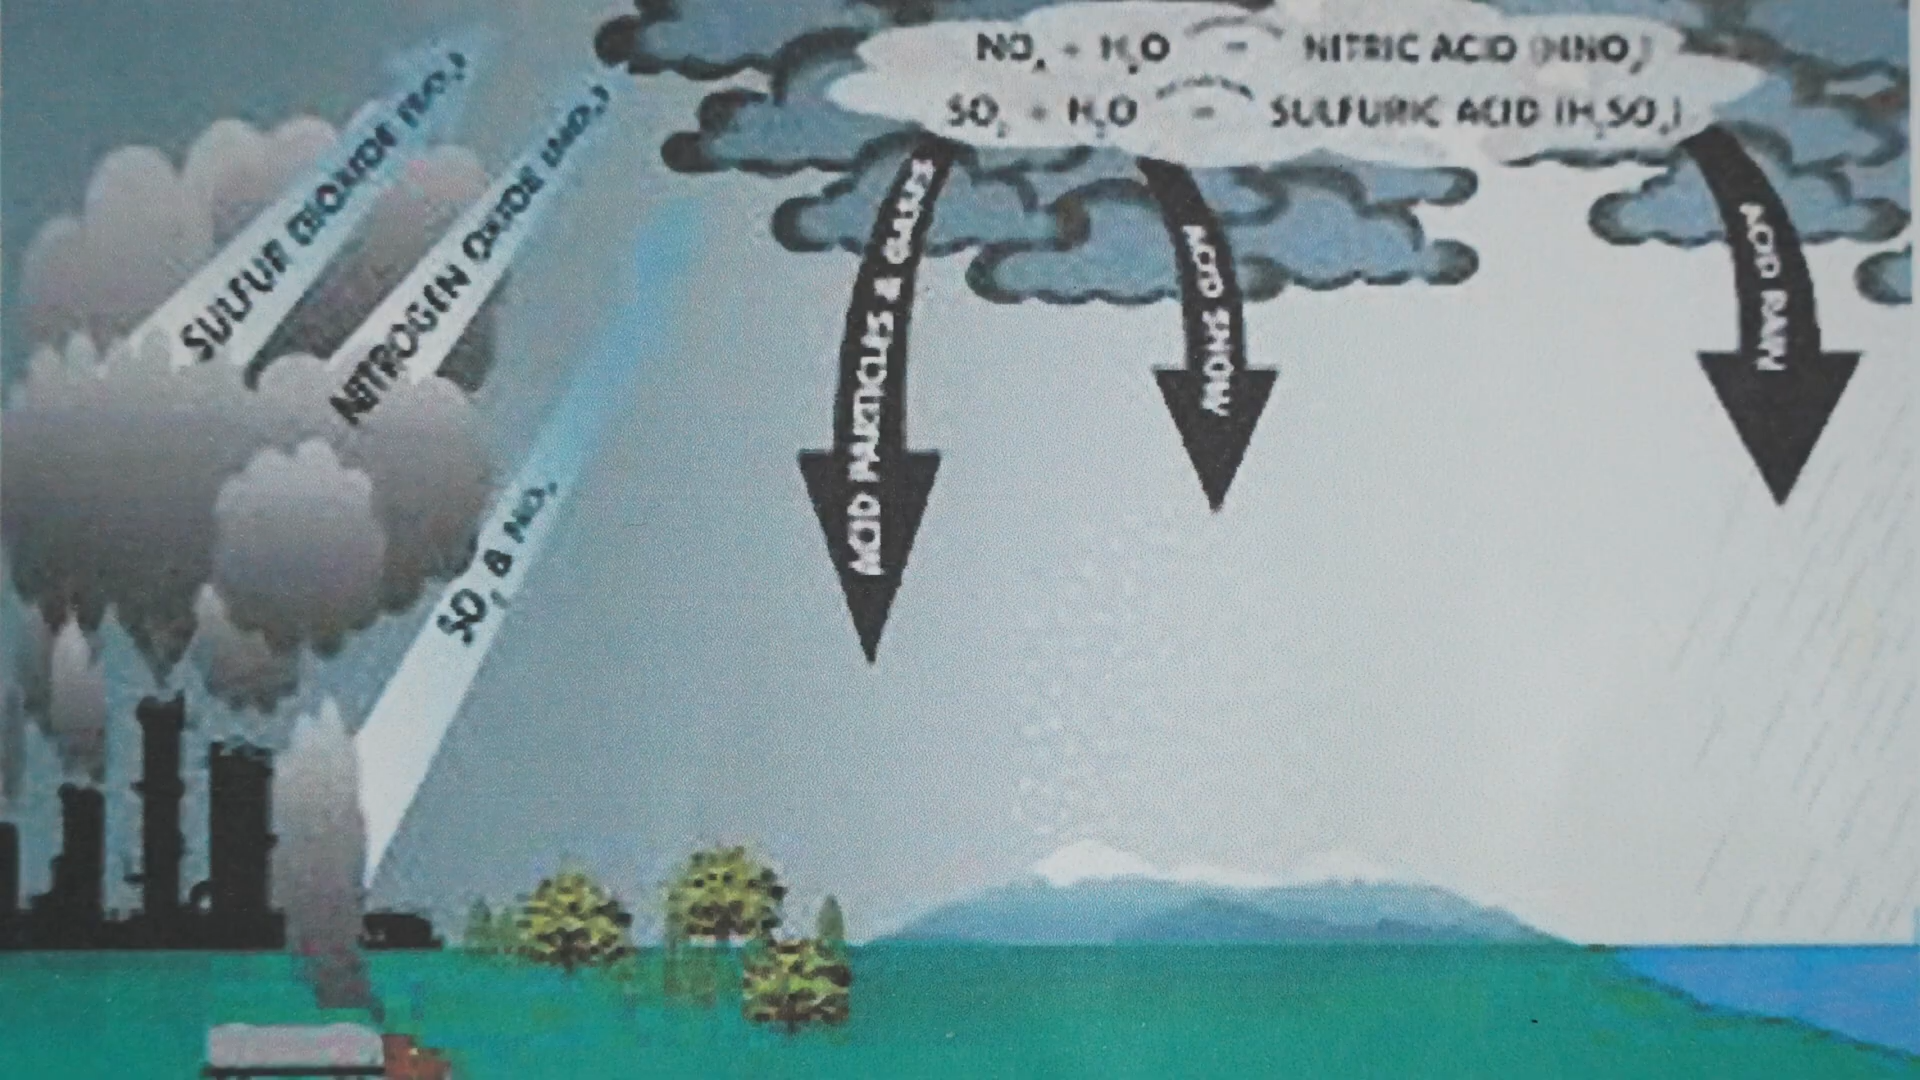 NOₓ + H₂O = NITRIC ACID (HNO₃)
SO₂ + H₂O = SULFURIC ACID (H₂SO₄)
SULFUR DIOXIDE (SO₂)
NITROGEN OXIDE (NOₓ)
SO₂ & NOₓ
ACID PARTICLES & GASES
ACID SNOW
ACID RAIN